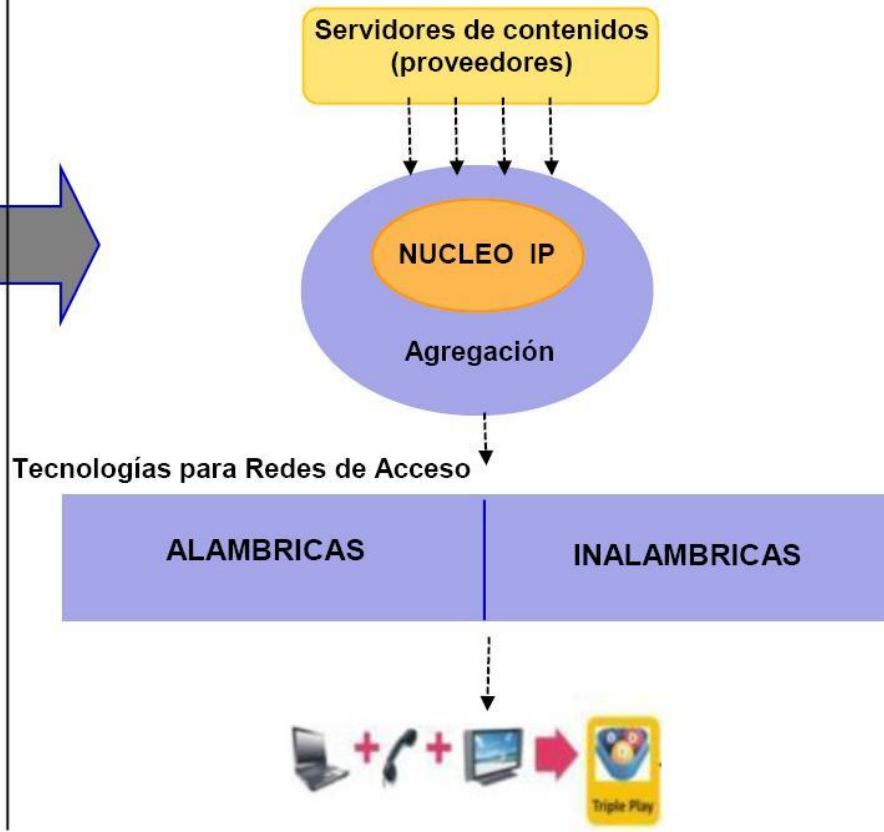 Servidores de contenidos
(proveedores)
NUCLEO IP
Agregación
Tecnologías para Redes de Acceso
ALAMBRICAS
INALAMBRICAS
Triple Play